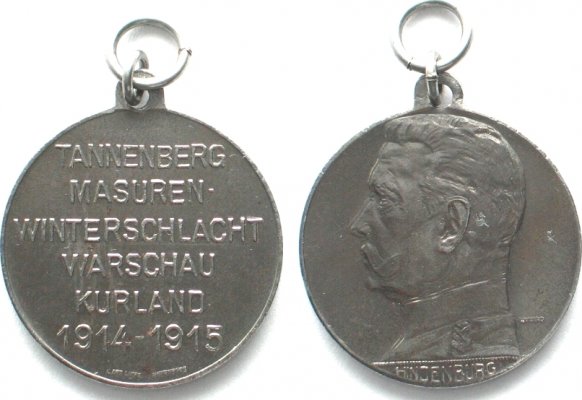 TANNENBERG
MASUREN-
WINTERSCHLACHT
WARSCHAU
KURLAND
1914-1915
HINDENBURG